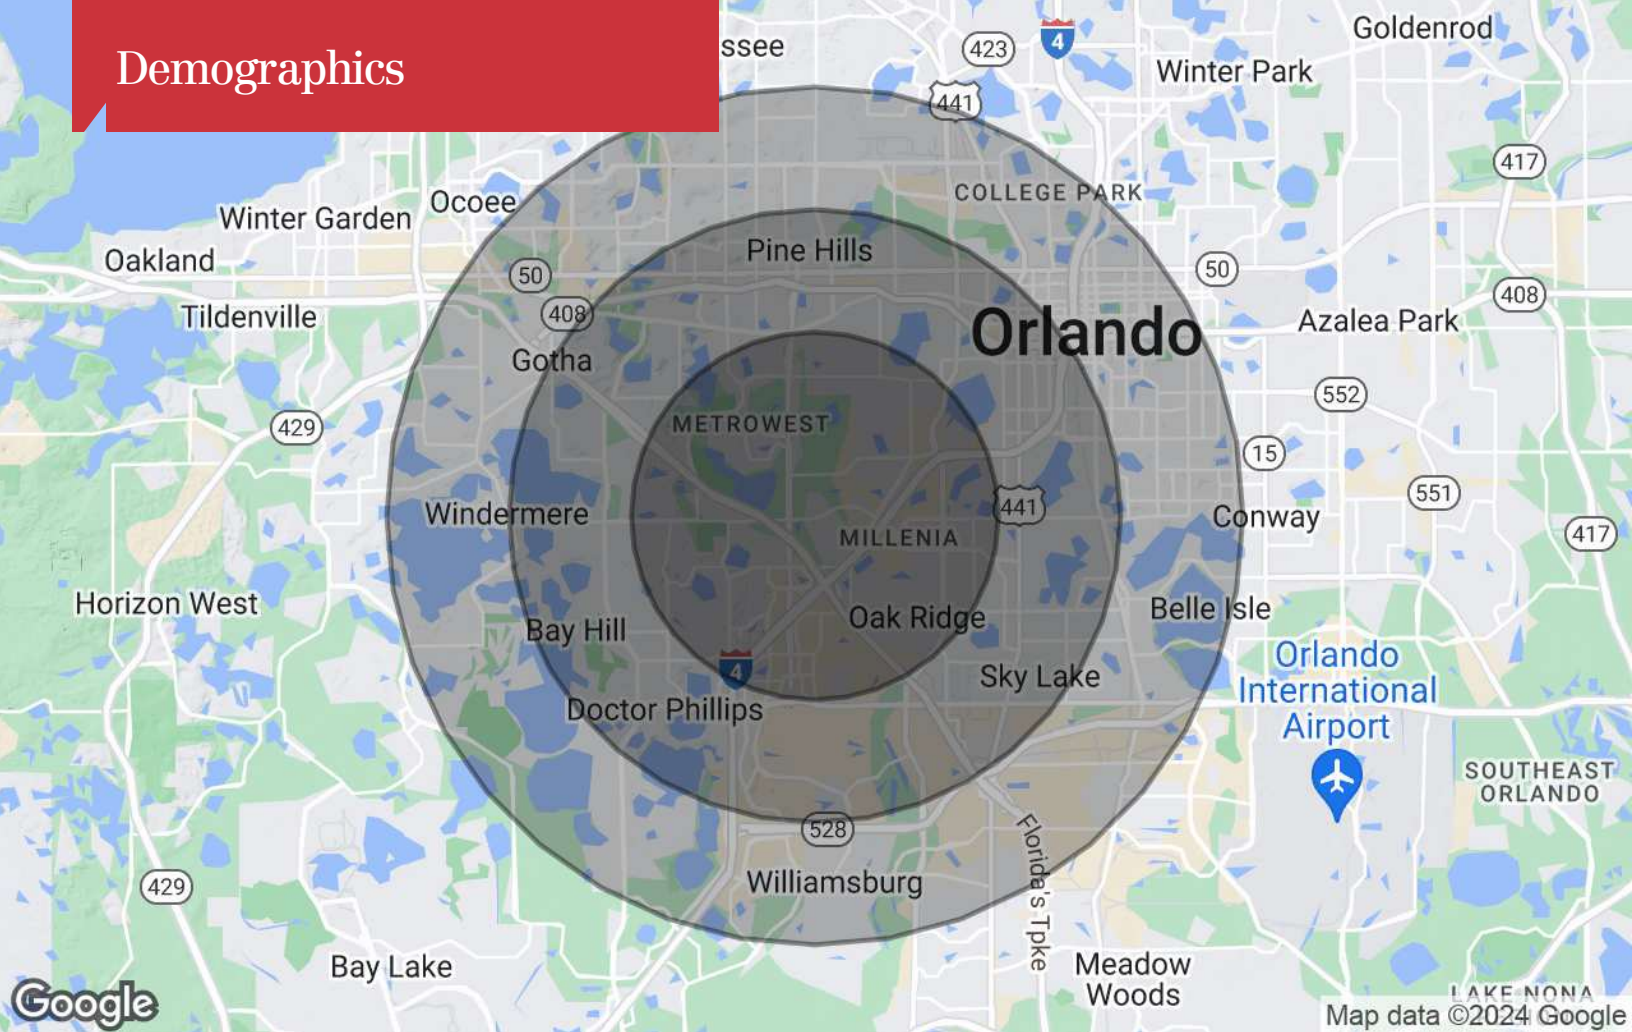 Demographics
ssee
423
4
Goldenrod
Winter Park
441
417
COLLEGE PARK
Ocoee
Winter Garden
Pine Hills
Oakland
50
50
408
408
Tildenville
Orlando
Azalea Park
Gotha
552
METROWEST
429
15
551
441
Windermere
Conway
MILLENIA
417
Horizon West
Oak Ridge
Belle Isle
Bay Hill
Orlando
International
Airport
4
Sky Lake
Doctor Phillips
SOUTHEAST
ORLANDO
528
Florida's Tpke
Williamsburg
429
Bay Lake
Meadow
Woods
LAKE NONA
Google
Map data ©2024 Google